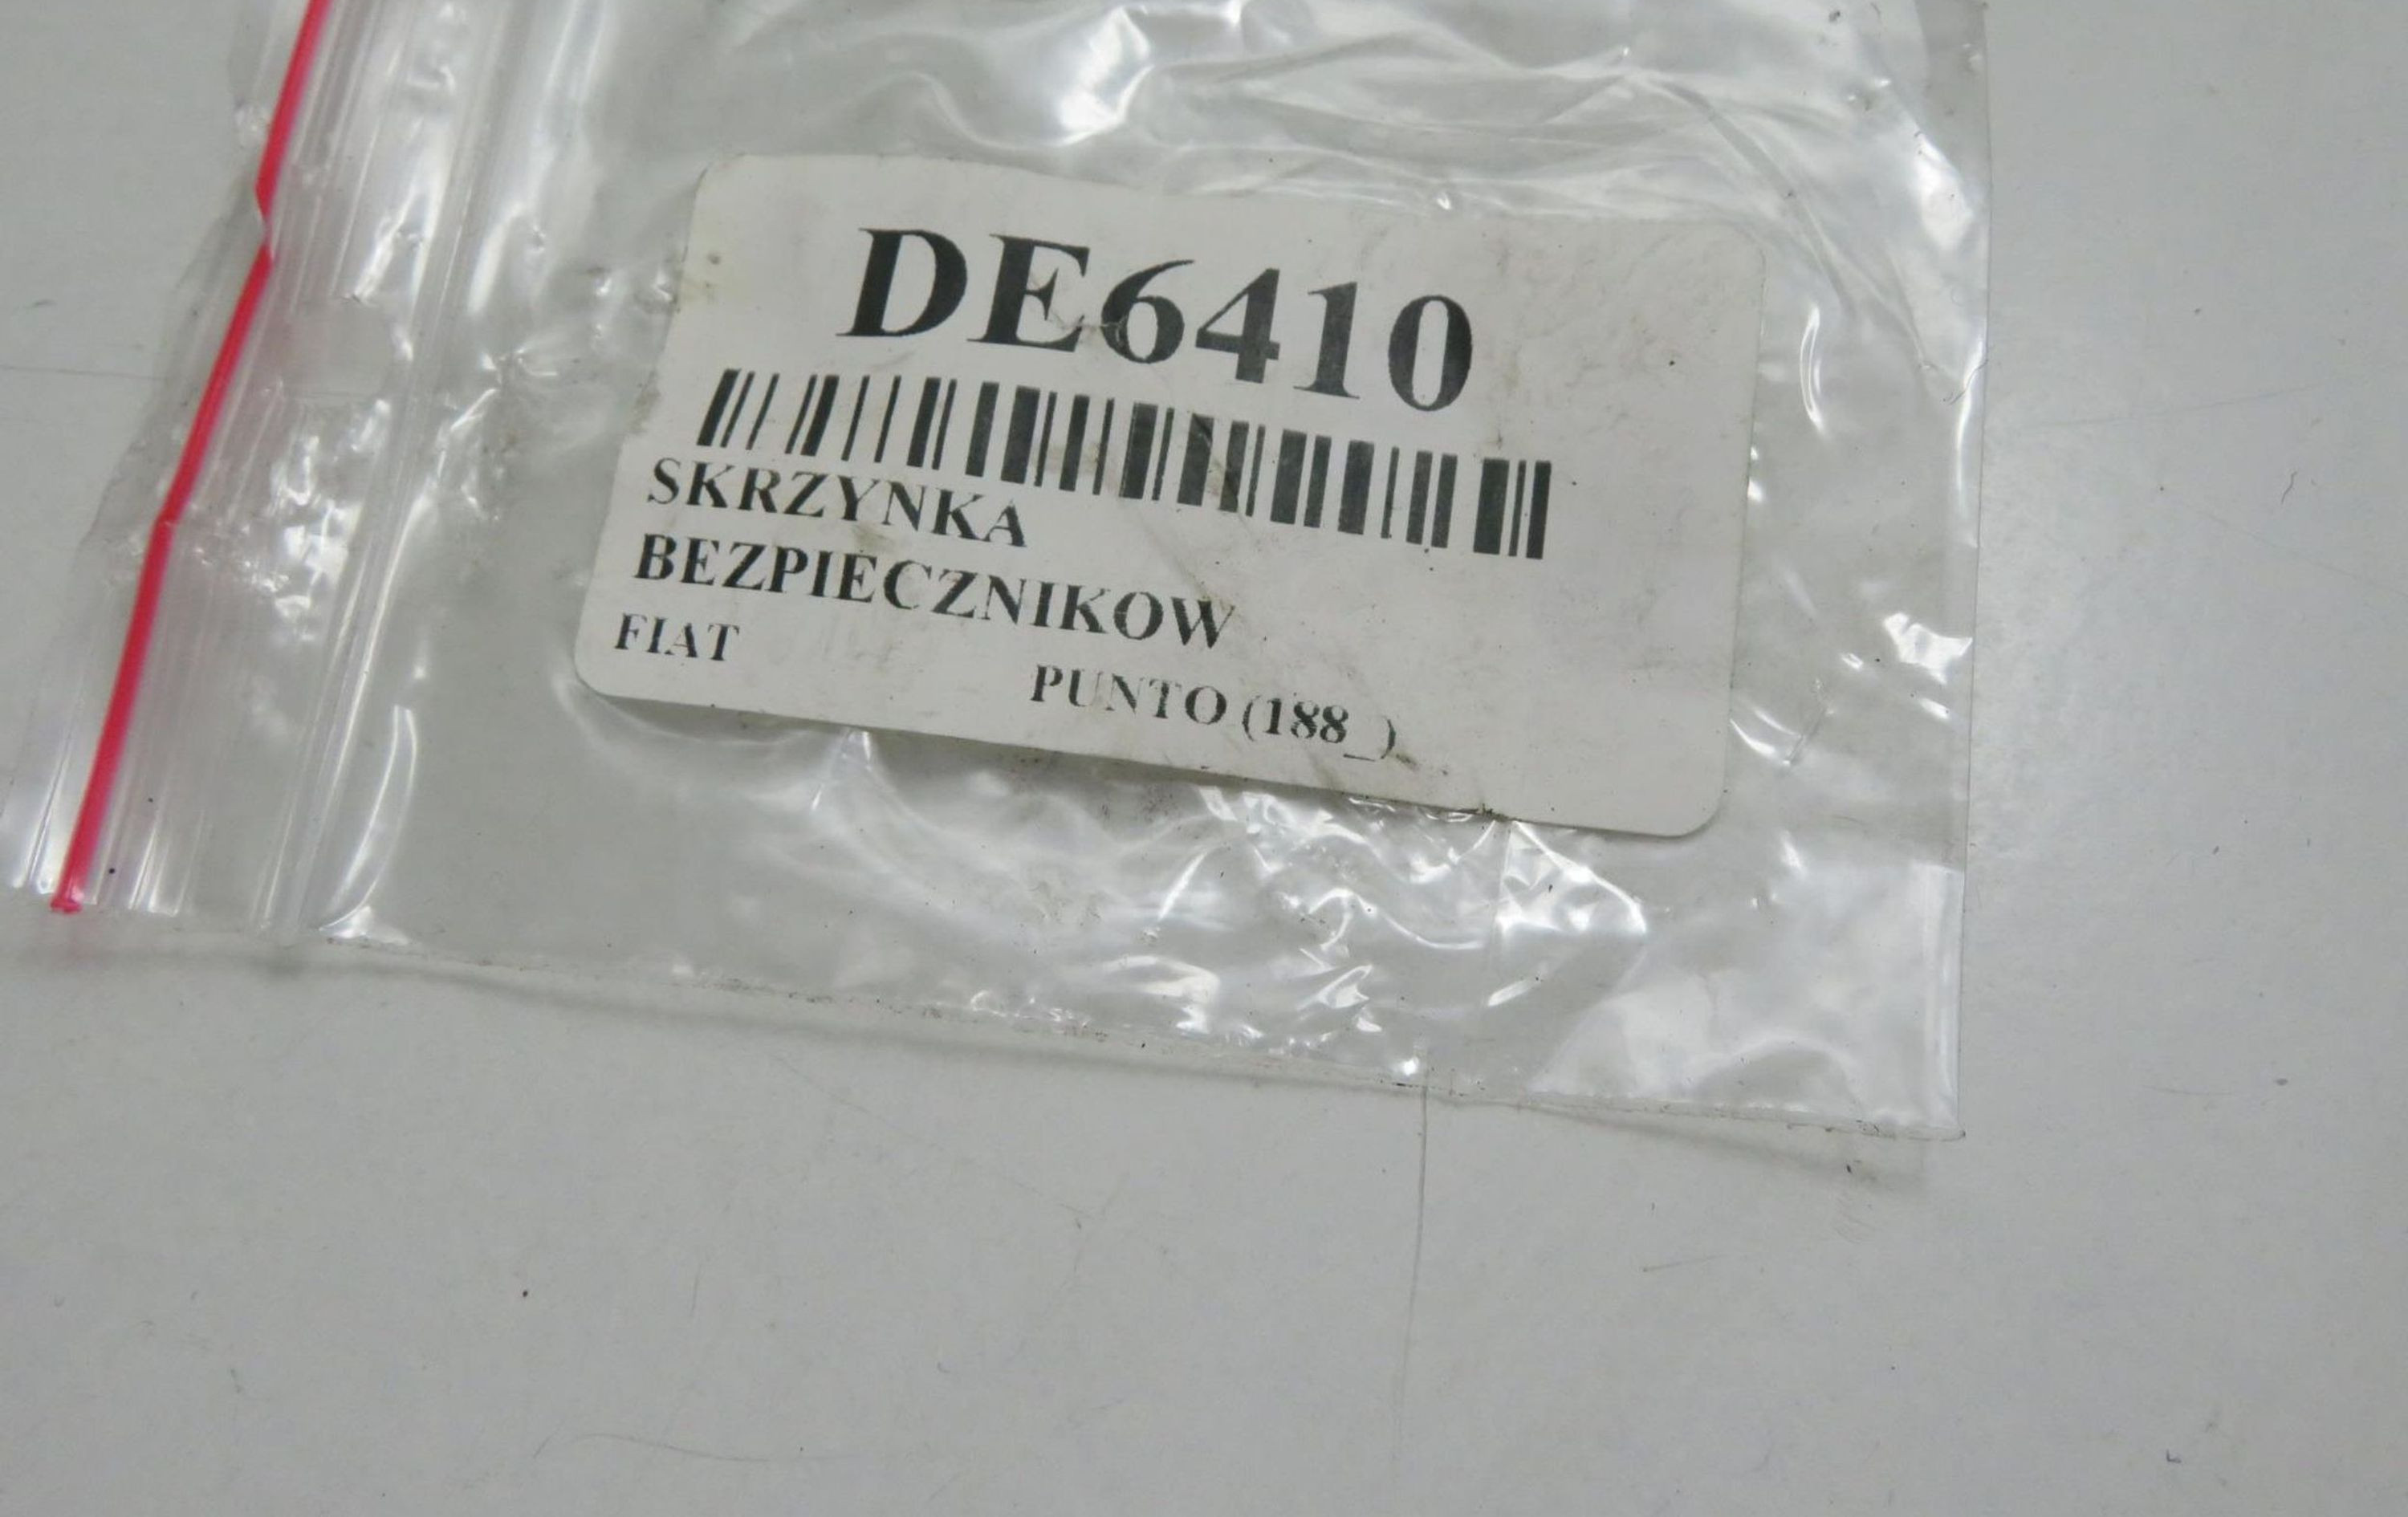 DE6410
SKRZYNKA
BEZPIECZNIKOW
FIAT PUNTO (188_)